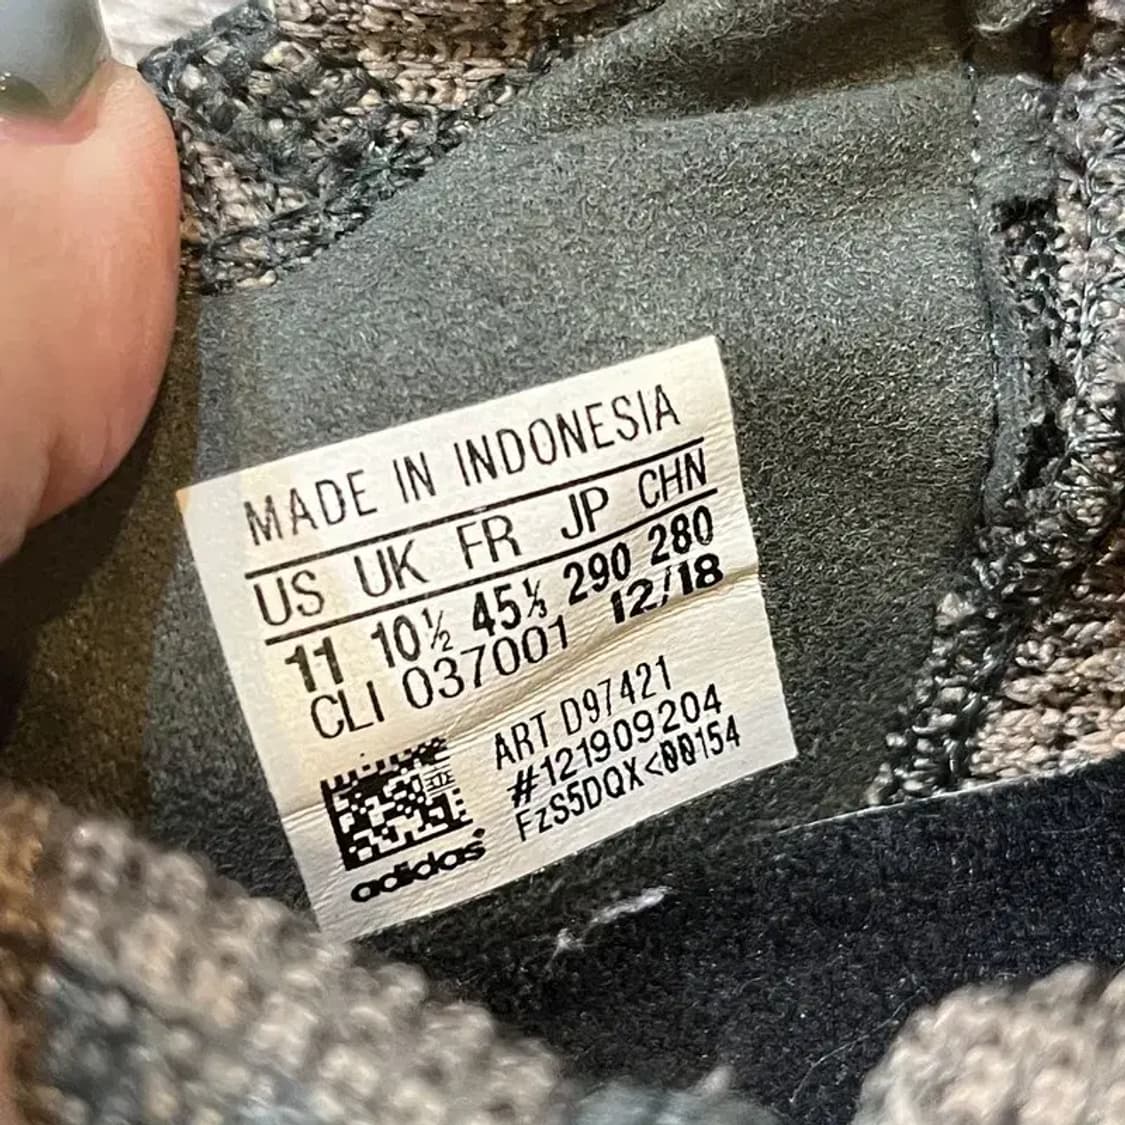 MADE IN INDONESIA
US UK FR JP CHN
11 10½ 45⅓ 290 280
CLI 037001 12/18
ART D97421
#121909204
FzS5DQX<00154
adidas